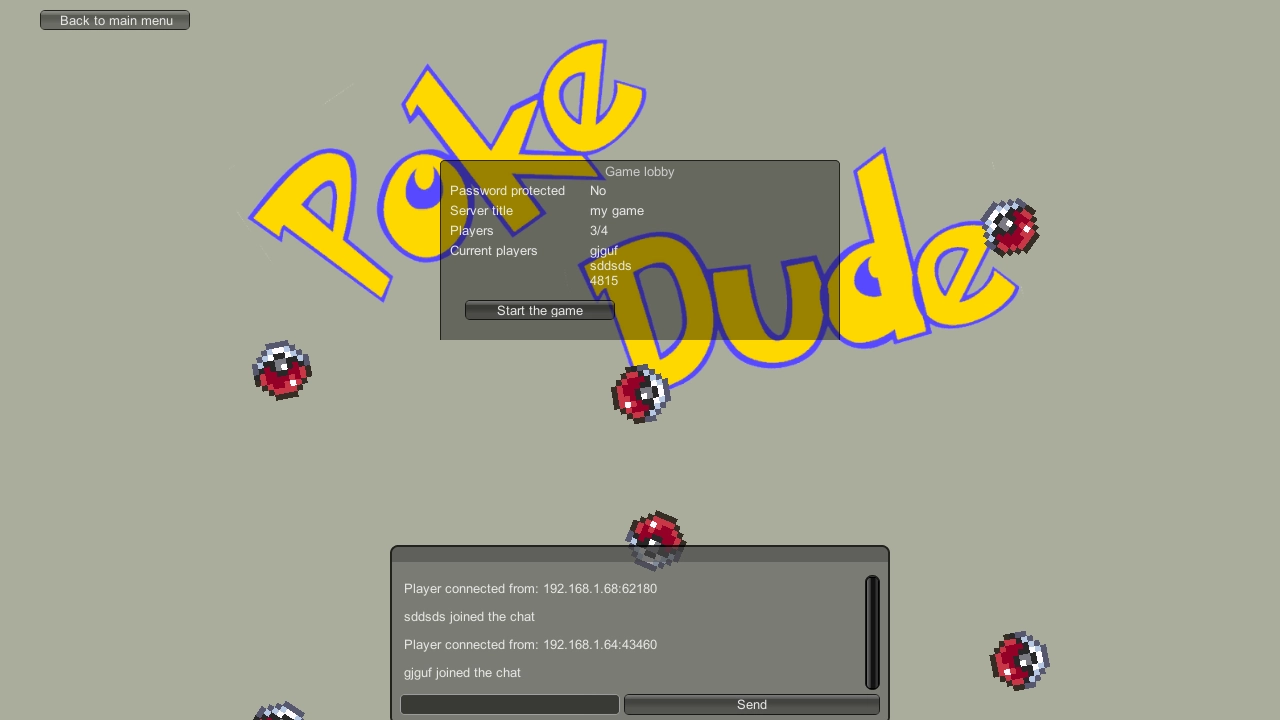 Back to main menu
Poke
Dude
Game lobby
Password protected No
Server title my game
Players 3/4
Current players gjguf
sddsds
4815
Start the game
Player connected from: 192.168.1.68:62180
sddsds joined the chat
Player connected from: 192.168.1.64:43460
gjguf joined the chat
Send